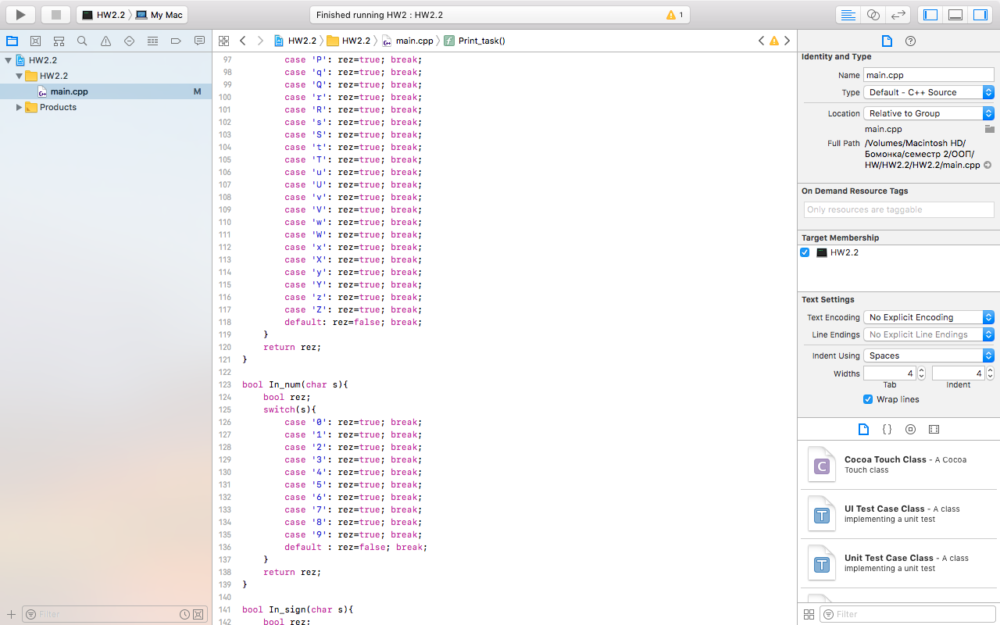 HW2.2 My Mac
Finished running HW2 : HW2.2
1
HW2.2
HW2.2
main.cpp
Print_task()
HW2.2
HW2.2
main.cpp M
Products
Filter
97 case 'P': rez=true; break;
98 case 'q': rez=true; break;
99 case 'Q': rez=true; break;
100 case 'r': rez=true; break;
101 case 'R': rez=true; break;
102 case 's': rez=true; break;
103 case 'S': rez=true; break;
104 case 't': rez=true; break;
105 case 'T': rez=true; break;
106 case 'u': rez=true; break;
107 case 'U': rez=true; break;
108 case 'v': rez=true; break;
109 case 'V': rez=true; break;
110 case 'w': rez=true; break;
111 case 'W': rez=true; break;
112 case 'x': rez=true; break;
113 case 'X': rez=true; break;
114 case 'y': rez=true; break;
115 case 'Y': rez=true; break;
116 case 'z': rez=true; break;
117 case 'Z': rez=true; break;
118 default: rez=false; break;
119 }
120 return rez;
121 }
122
123 bool In_num(char s){
124 bool rez;
125 switch(s){
126 case '0': rez=true; break;
127 case '1': rez=true; break;
128 case '2': rez=true; break;
129 case '3': rez=true; break;
130 case '4': rez=true; break;
131 case '5': rez=true; break;
132 case '6': rez=true; break;
133 case '7': rez=true; break;
134 case '8': rez=true; break;
135 case '9': rez=true; break;
136 default : rez=false; break;
137 }
138 return rez;
139 }
140
141 bool In_sign(char s){
142 bool rez;
Identity and Type
Name main.cpp
Type Default - C++ Source
Location Relative to Group
main.cpp
Full Path /Volumes/Macintosh HD/
Бомонка/семестр 2/ООП/
HW/HW2.2/HW2.2/main.cpp
On Demand Resource Tags
Only resources are taggable
Target Membership
HW2.2
Text Settings
Text Encoding No Explicit Encoding
Line Endings No Explicit Line Endings
Indent Using Spaces
Widths 4 4
Tab Indent
Wrap lines
{}
C Cocoa Touch Class - A Cocoa
Touch class
T UI Test Case Class - A class
implementing a unit test
T Unit Test Case Class - A class
implementing a unit test
Filter